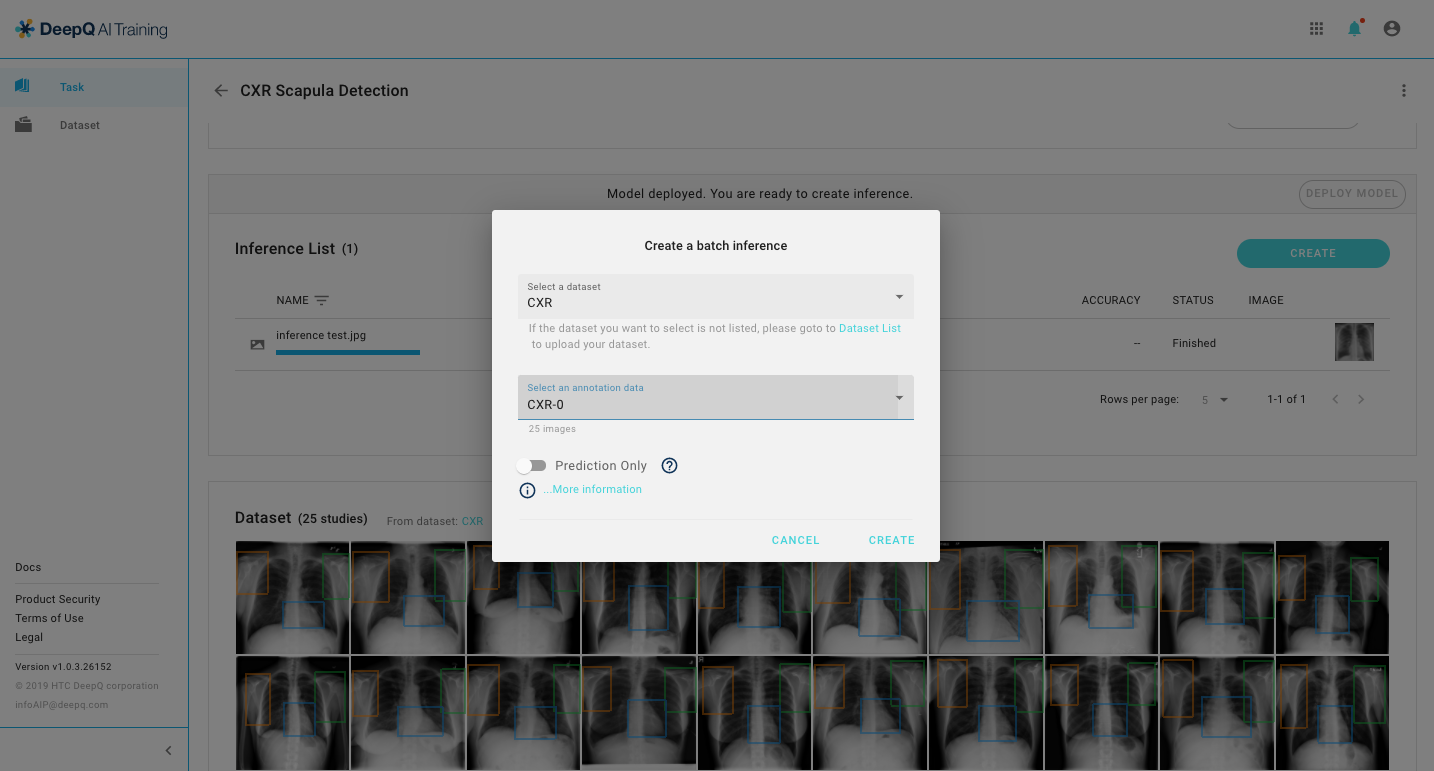 DeepQ AI Training
Task
Dataset
Docs
Product Security
Terms of Use
Legal
Version v1.0.3.26152
© 2019 HTC DeepQ corporation
infoAIP@deepq.com
CXR Scapula Detection
Model deployed. You are ready to create inference.
DEPLOY MODEL
Inference List (1)
CREATE
NAME
ACCURACY STATUS IMAGE
inference test.jpg
-- Finished
Rows per page: 5 1-1 of 1
Dataset (25 studies) From dataset: CXR
Create a batch inference
Select a dataset
CXR
If the dataset you want to select is not listed, please goto to Dataset List
to upload your dataset.
Select an annotation data
CXR-0
25 images
Prediction Only
...More information
CANCEL CREATE